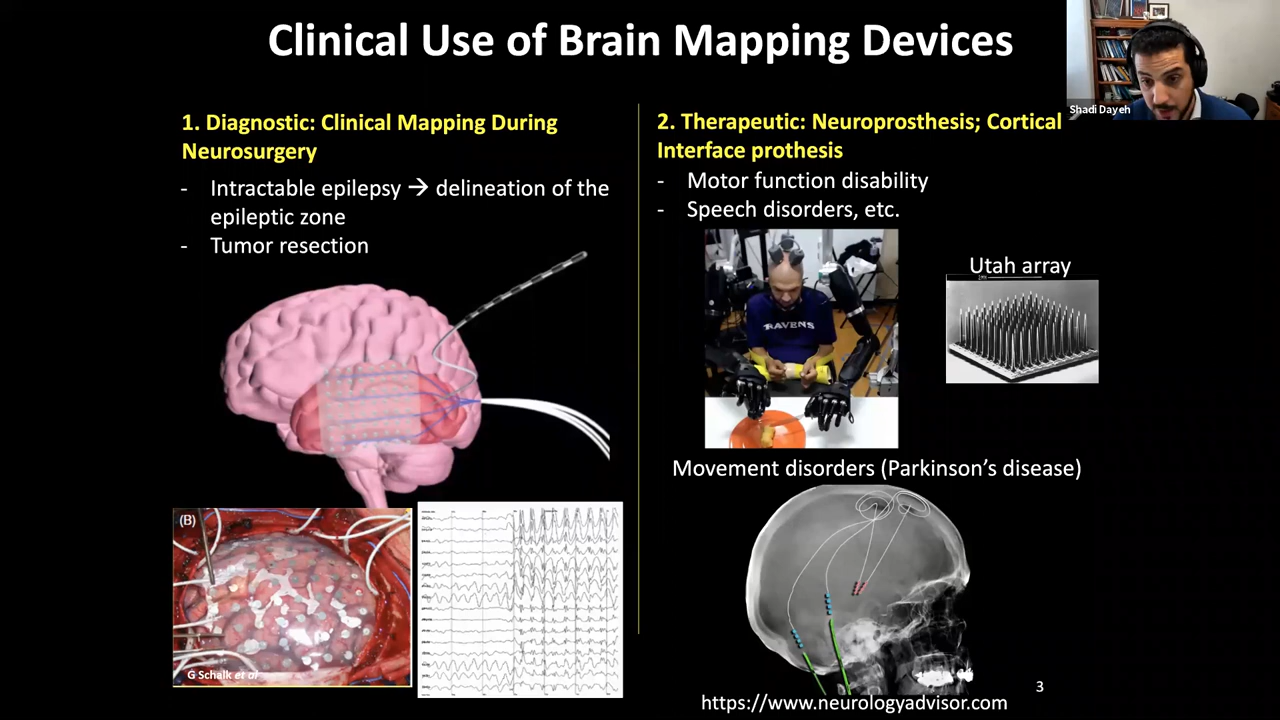 Clinical Use of Brain Mapping Devices
Shadi Dayeh
1. Diagnostic: Clinical Mapping During
Neurosurgery
- Intractable epilepsy → delineation of the
epileptic zone
- Tumor resection
(B)
G Schalk et al
2. Therapeutic: Neuroprosthesis; Cortical
Interface prothesis
- Motor function disability
- Speech disorders, etc.
RAVENS
Utah array
Movement disorders (Parkinson’s disease)
https://www.neurologyadvisor.com
3